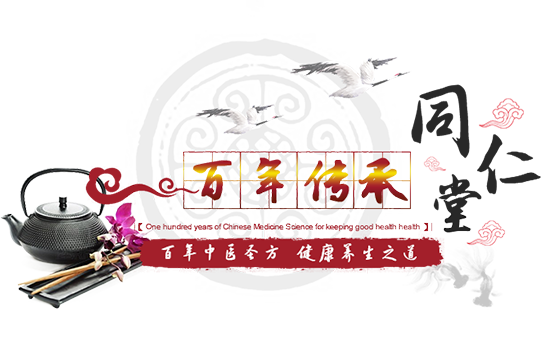 同仁堂
百年传承
【 One hundred years of Chinese Medicine Science for keeping good health health 】
百年中医圣方 健康养生之道